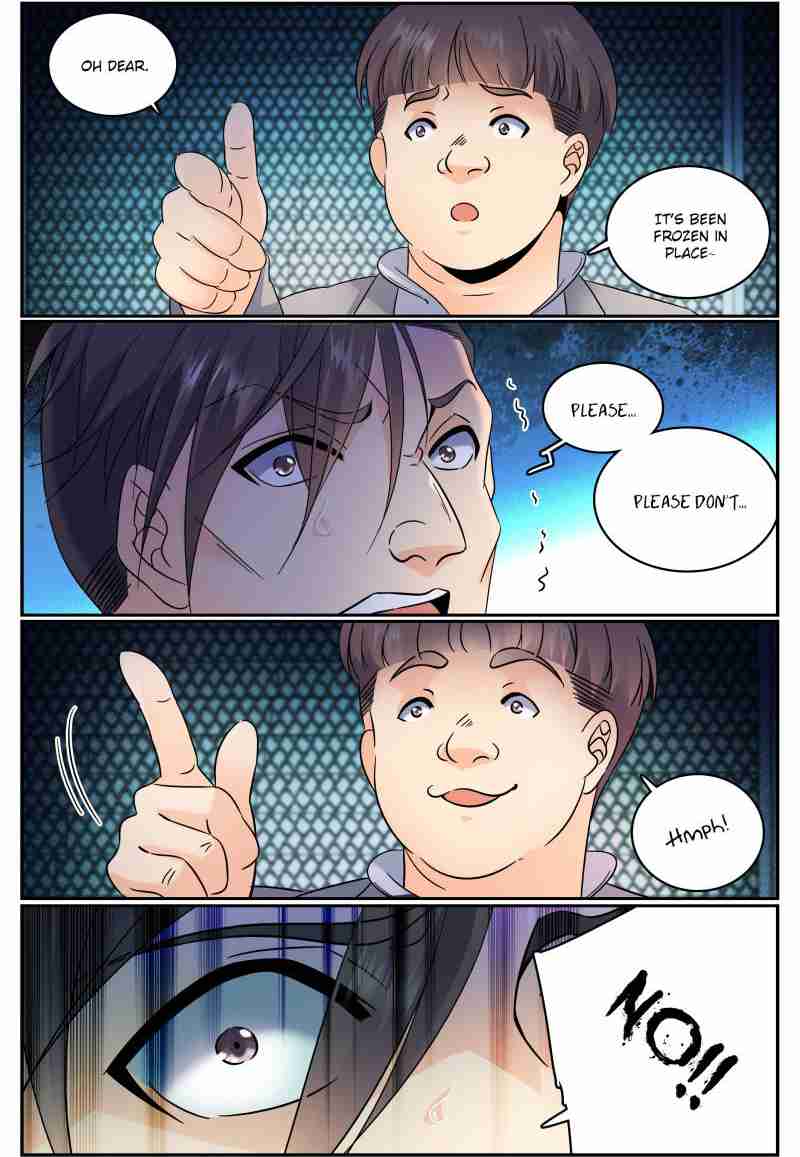 OH DEAR.
IT'S BEEN
FROZEN IN
PLACE~
PLEASE...
PLEASE DON'T...
HMPH!
NO!!